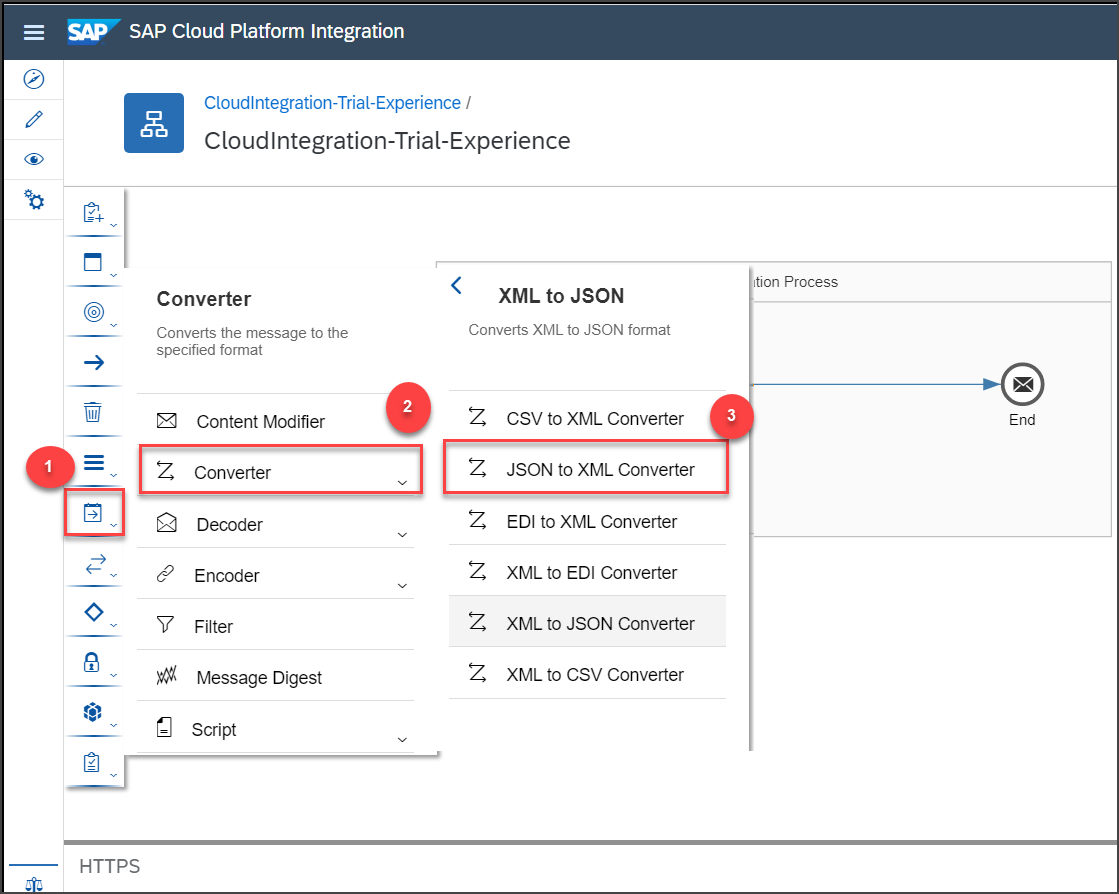 SAP SAP Cloud Platform Integration
CloudIntegration-Trial-Experience /
CloudIntegration-Trial-Experience
Converter
Converts the message to the
specified format
Content Modifier
2
Converter
1
Decoder
Encoder
Filter
Message Digest
Script
XML to JSON
Converts XML to JSON format
CSV to XML Converter
3
JSON to XML Converter
EDI to XML Converter
XML to EDI Converter
XML to JSON Converter
XML to CSV Converter
Process
End
HTTPS